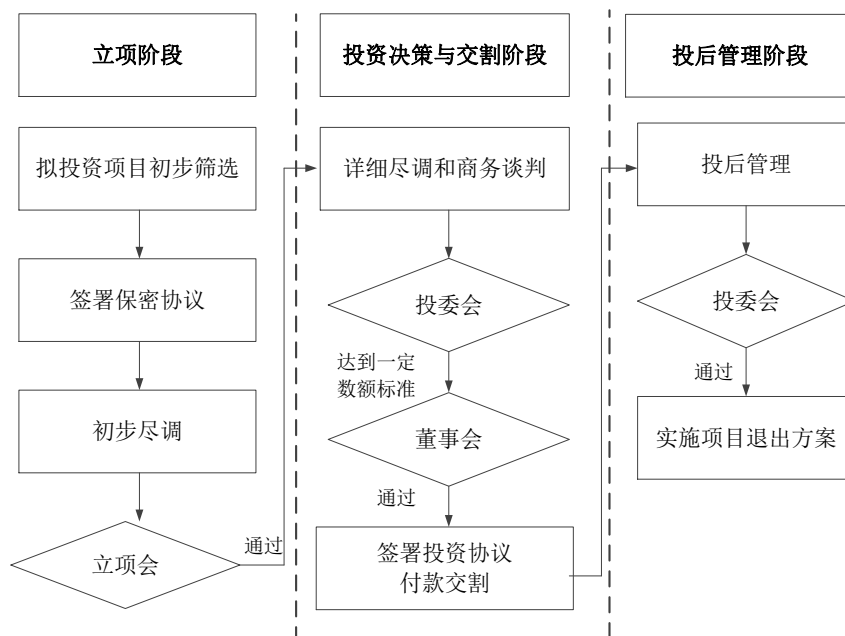 立项阶段
拟投资项目初步筛选
签署保密协议
初步尽调
立项会
通过
投资决策与交割阶段
详细尽调和商务谈判
投委会
达到一定
数额标准
董事会
通过
签署投资协议
付款交割
投后管理阶段
投后管理
投委会
通过
实施项目退出方案